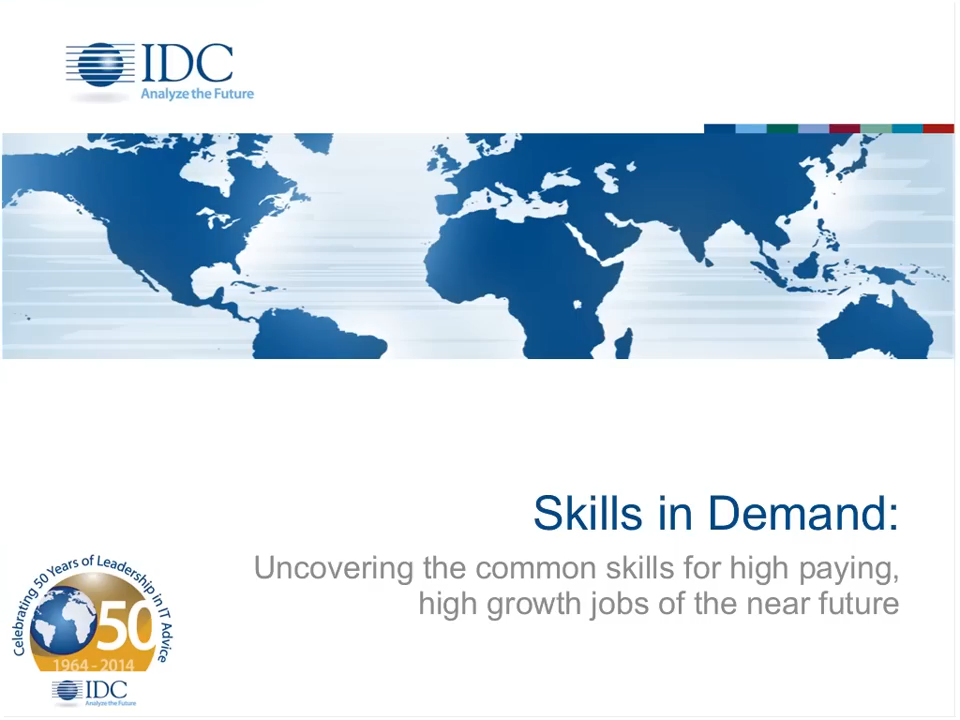 IDC
Analyze the Future
Skills in Demand:
Uncovering the common skills for high paying,
high growth jobs of the near future
Celebrating 50 Years of Leadership in IT Advice
50
1964 - 2014
IDC
Analyze the Future